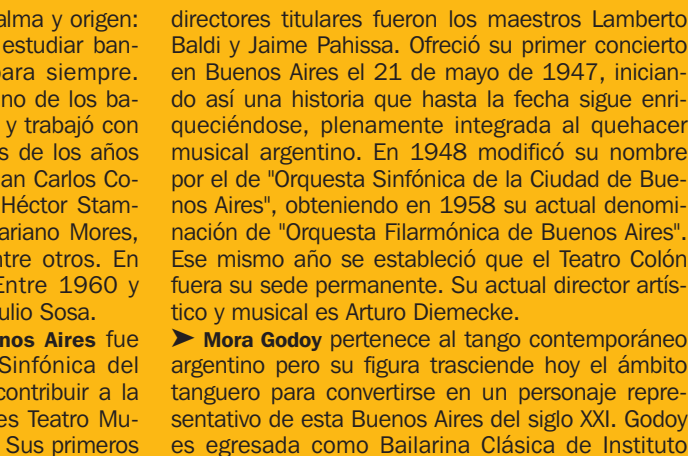 alma y origen:
estudiar ban-
para siempre.
no de los ba-
y trabajó con
s de los años
an Carlos Co-
Héctor Stam-
ariano Mores,
ntre otros. En
Entre 1960 y
ulio Sosa.
nos Aires fue
Sinfónica del
contribuir a la
es Teatro Mu-
Sus primeros
directores titulares fueron los maestros Lamberto
Baldi y Jaime Pahissa. Ofreció su primer concierto
en Buenos Aires el 21 de mayo de 1947, inician-
do así una historia que hasta la fecha sigue enri-
queciéndose, plenamente integrada al quehacer
musical argentino. En 1948 modificó su nombre
por el de "Orquesta Sinfónica de la Ciudad de Bue-
nos Aires", obteniendo en 1958 su actual denomi-
nación de "Orquesta Filarmónica de Buenos Aires".
Ese mismo año se estableció que el Teatro Colón
fuera su sede permanente. Su actual director artís-
tico y musical es Arturo Diemecke.
➤ Mora Godoy pertenece al tango contemporáneo
argentino pero su figura trasciende hoy el ámbito
tanguero para convertirse en un personaje repre-
sentativo de esta Buenos Aires del siglo XXI. Godoy
es egresada como Bailarina Clásica de Instituto